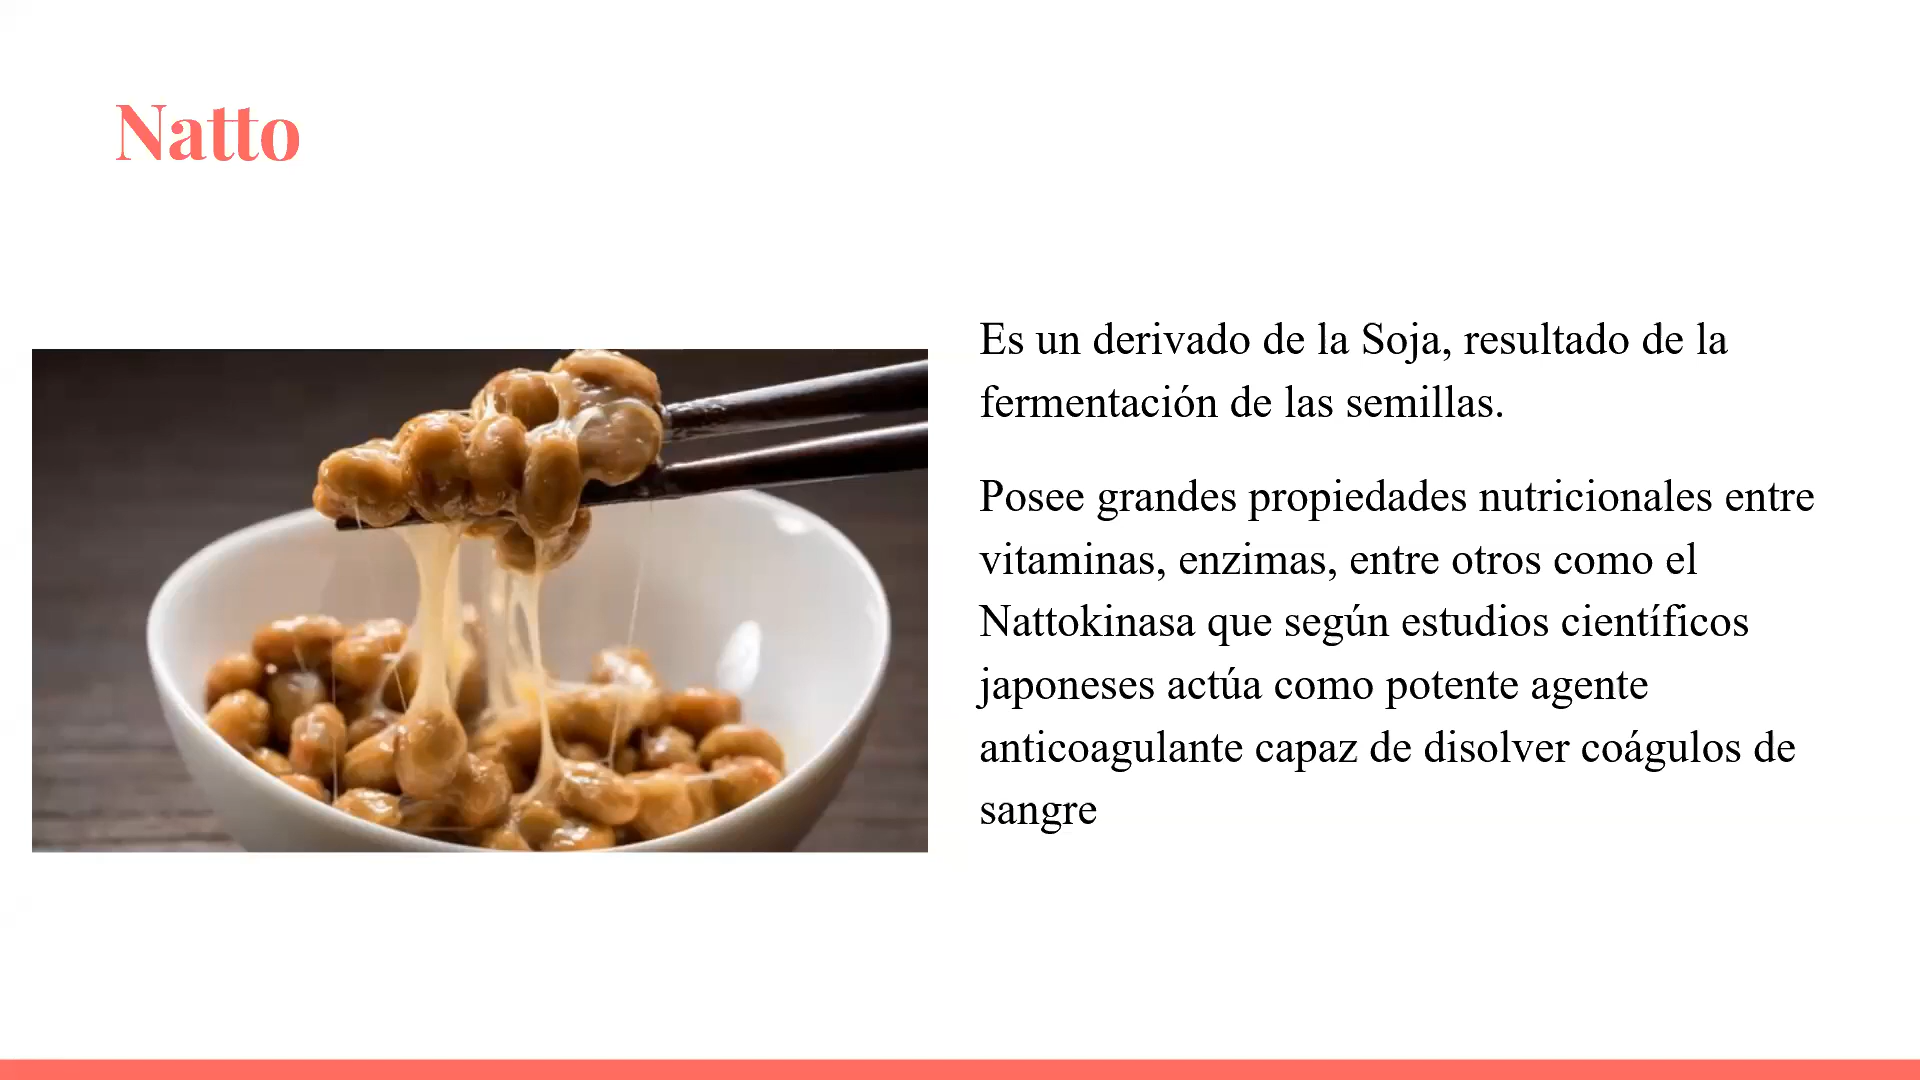 Natto
Es un derivado de la Soja, resultado de la
fermentación de las semillas.
Posee grandes propiedades nutricionales entre
vitaminas, enzimas, entre otros como el
Nattokinasa que según estudios científicos
japoneses actúa como potente agente
anticoagulante capaz de disolver coágulos de
sangre